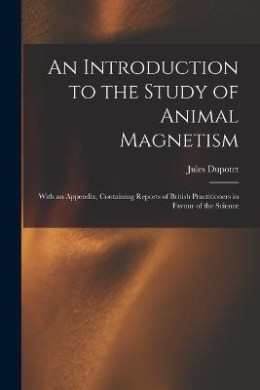 An Introduction
to the Study of
Animal
Magnetism
Jules Dupotet
With an Appendix, Containing Reports of British Practitioners in
Favour of the Science